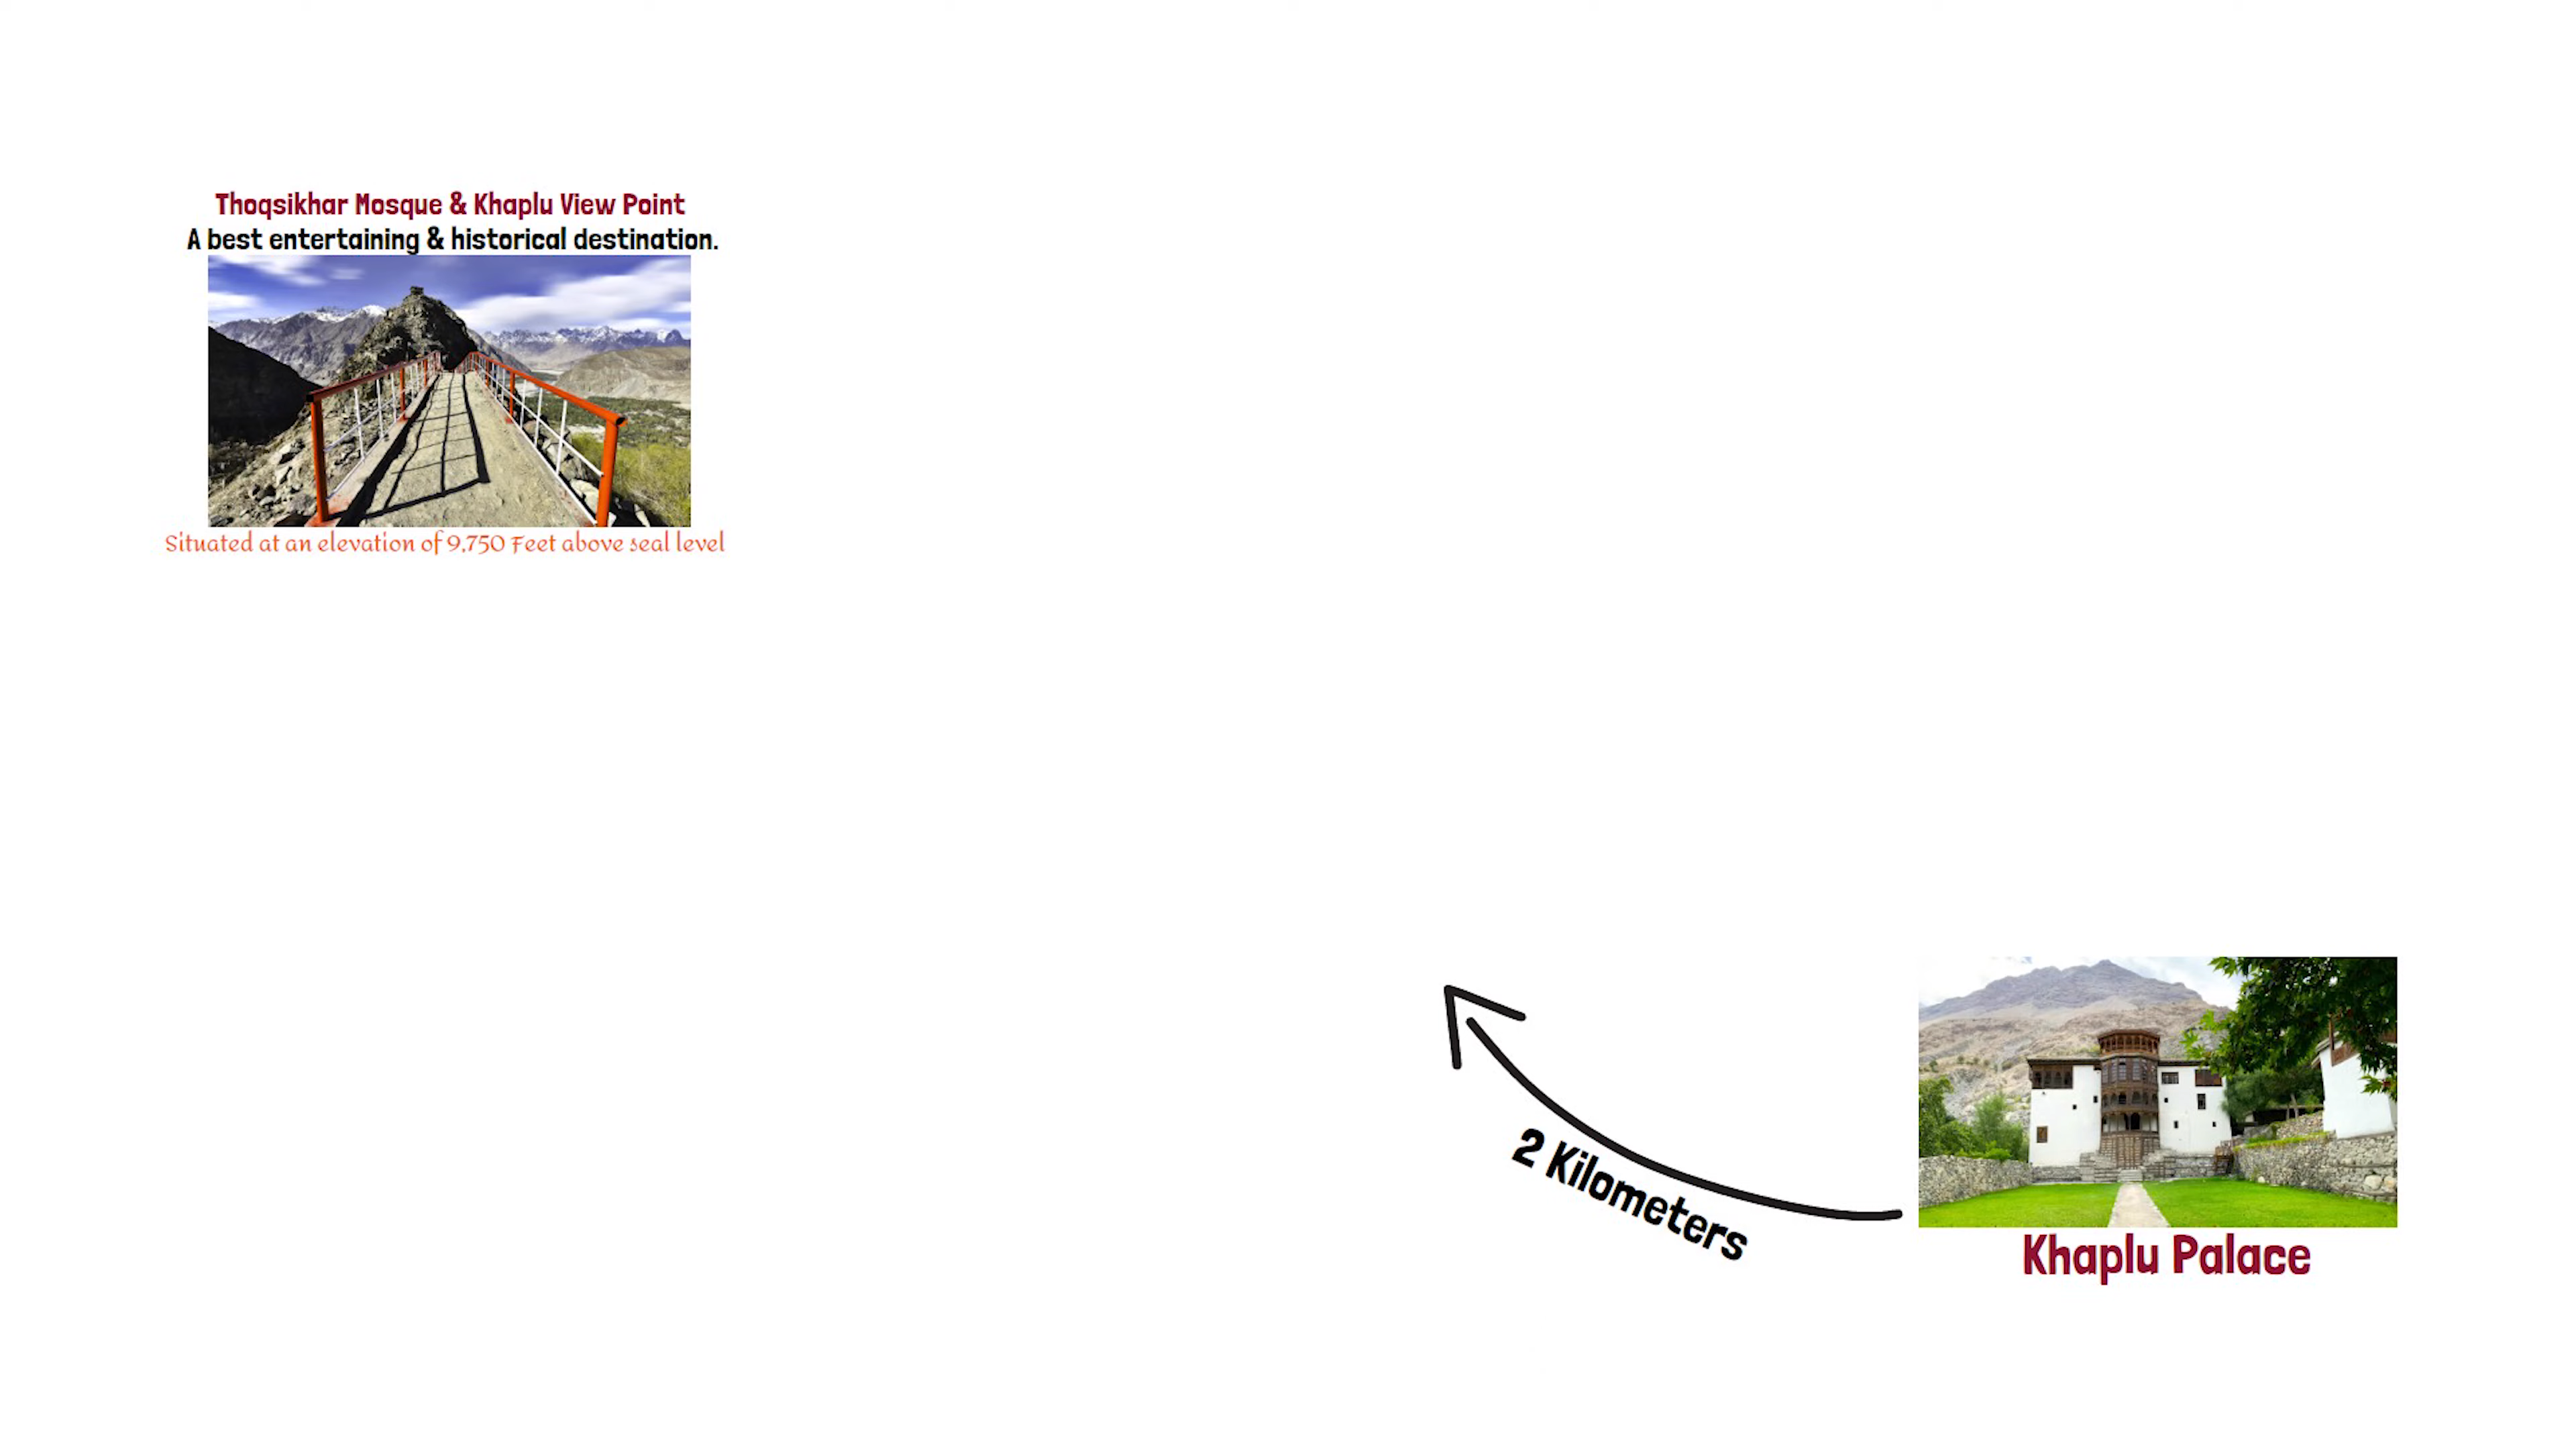 Thoqsikhar Mosque & Khaplu View Point
A best entertaining & historical destination.
Situated at an elevation of 9,750 Feet above seal level
2 Kilometers
Khaplu Palace